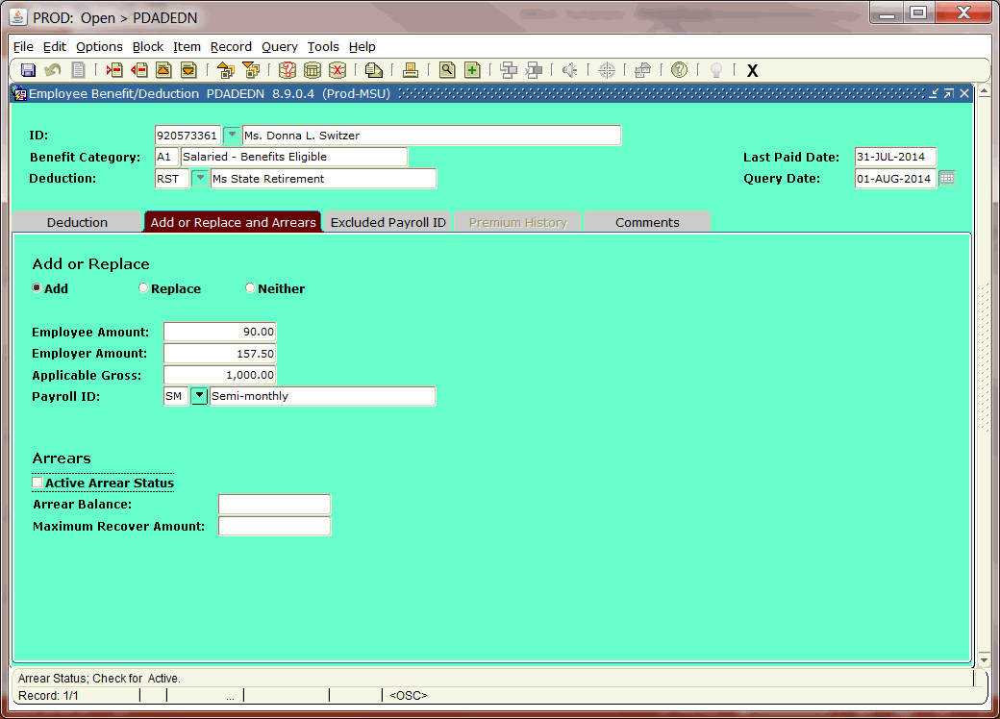 PROD: Open > PDADEDN
File Edit Options Block Item Record Query Tools Help
X
Employee Benefit/Deduction PDADEDN 8.9.0.4 (Prod-MSU)
ID: 920573361 Ms. Donna L. Switzer
Benefit Category: A1 Salaried - Benefits Eligible Last Paid Date: 31-JUL-2014
Deduction: RST Ms State Retirement Query Date: 01-AUG-2014
Deduction Add or Replace and Arrears Excluded Payroll ID Premium History Comments
Add or Replace
Add Replace Neither
Employee Amount: 90.00
Employer Amount: 157.50
Applicable Gross: 1,000.00
Payroll ID: SM Semi-monthly
Arrears
Active Arrear Status
Arrear Balance:
Maximum Recover Amount:
Arrear Status; Check for Active.
Record: 1/1 ... <OSC>